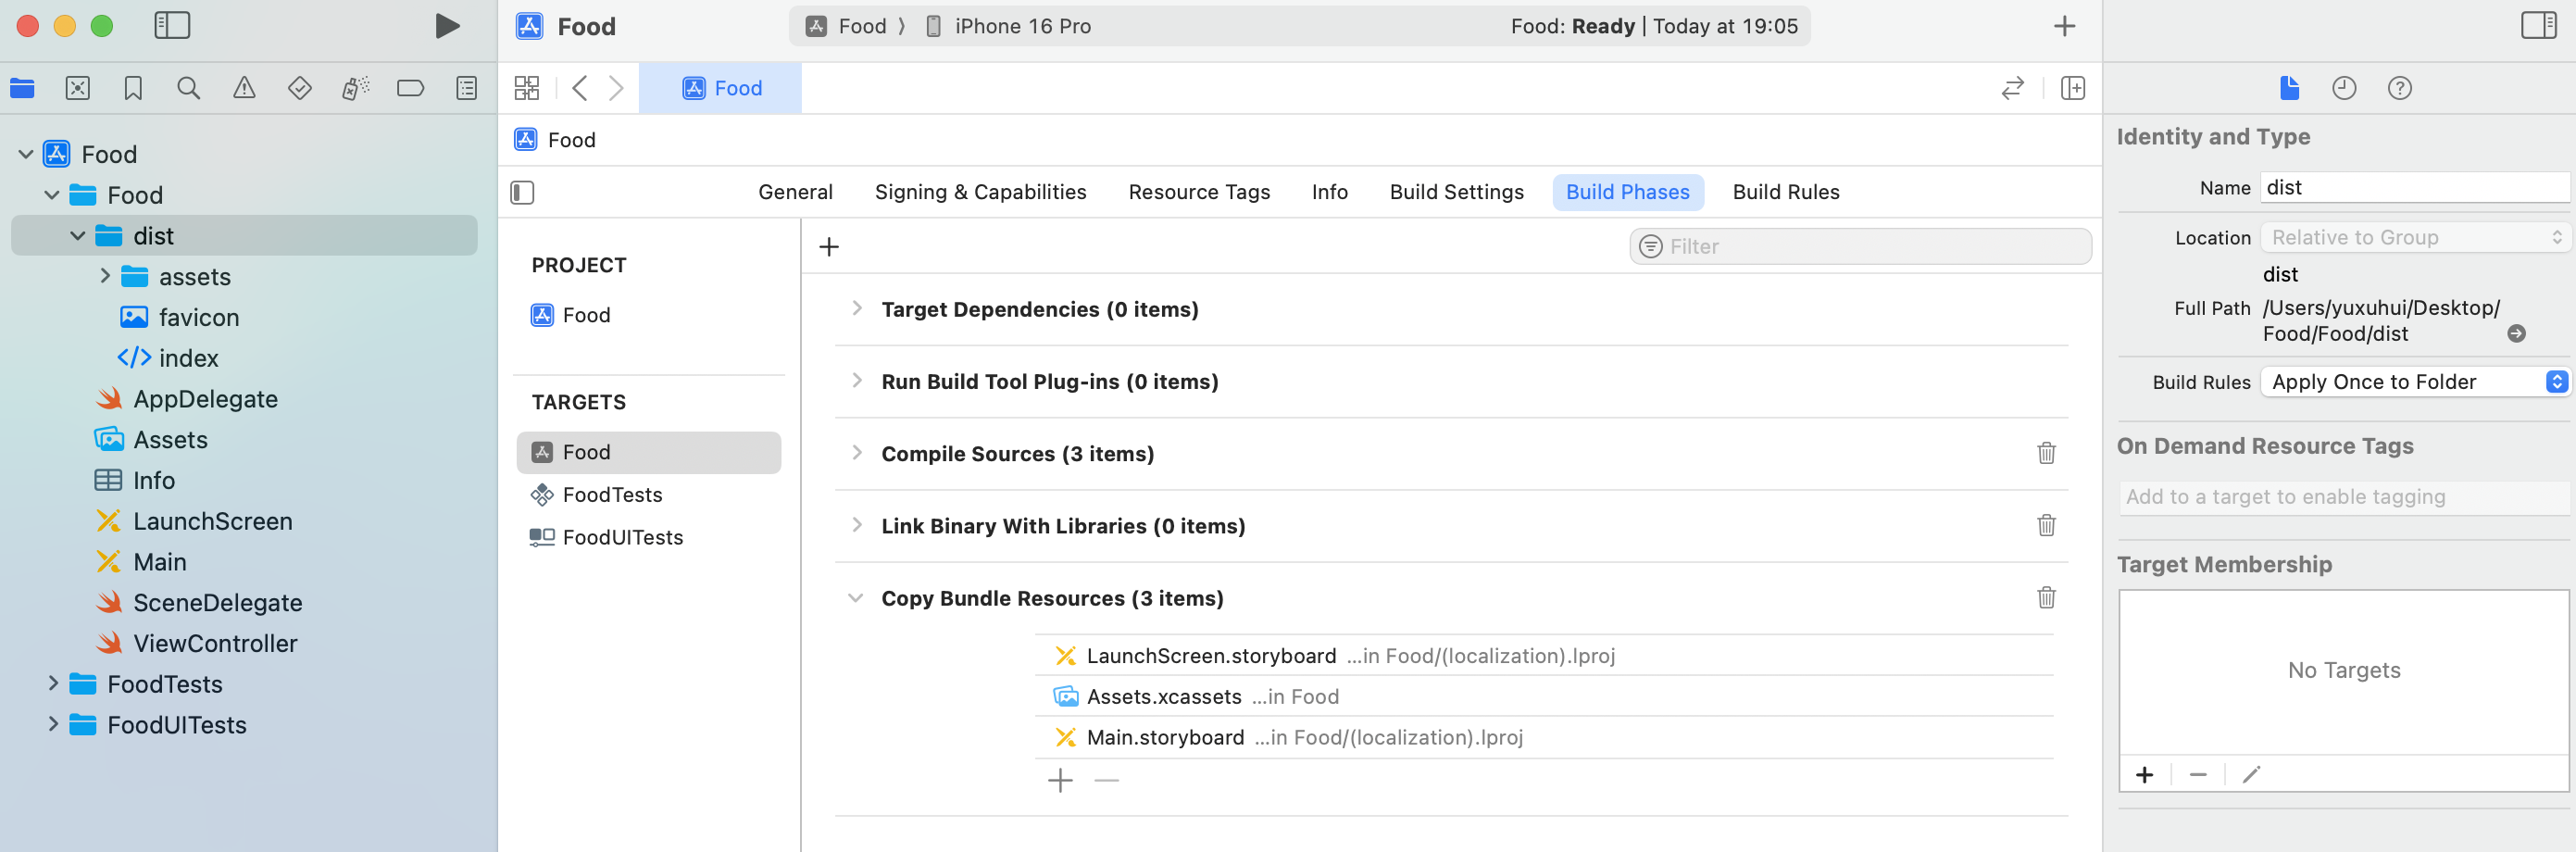 Food
Food 〉 iPhone 16 Pro
Food: Ready | Today at 19:05
Food
Food
Food
Food
dist
assets
favicon
index
AppDelegate
Assets
Info
LaunchScreen
Main
SceneDelegate
ViewController
FoodTests
FoodUITests
General Signing & Capabilities Resource Tags Info Build Settings Build Phases Build Rules
PROJECT
Food
TARGETS
Food
FoodTests
FoodUITests
Filter
Target Dependencies (0 items)
Run Build Tool Plug-ins (0 items)
Compile Sources (3 items)
Link Binary With Libraries (0 items)
Copy Bundle Resources (3 items)
LaunchScreen.storyboard ...in Food/(localization).lproj
Assets.xcassets ...in Food
Main.storyboard ...in Food/(localization).lproj
Identity and Type
Name dist
Location Relative to Group
dist
Full Path /Users/yuxuhui/Desktop/
Food/Food/dist
Build Rules Apply Once to Folder
On Demand Resource Tags
Add to a target to enable tagging
Target Membership
No Targets